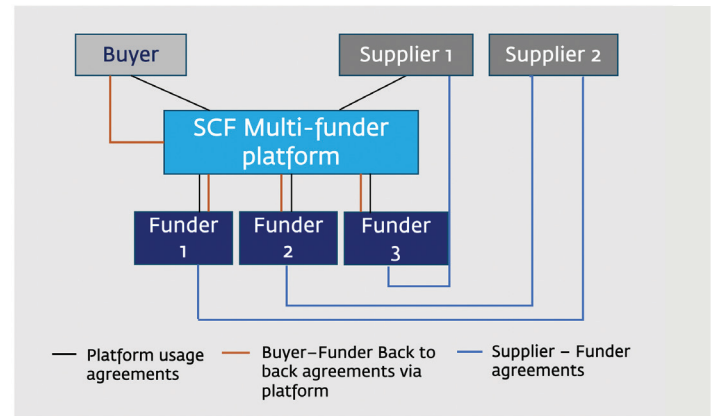 Buyer
Supplier 1
Supplier 2
SCF Multi-funder
platform
Funder
1
Funder
2
Funder
3
Platform usage
agreements
Buyer–Funder Back to
back agreements via
platform
Supplier – Funder
agreements